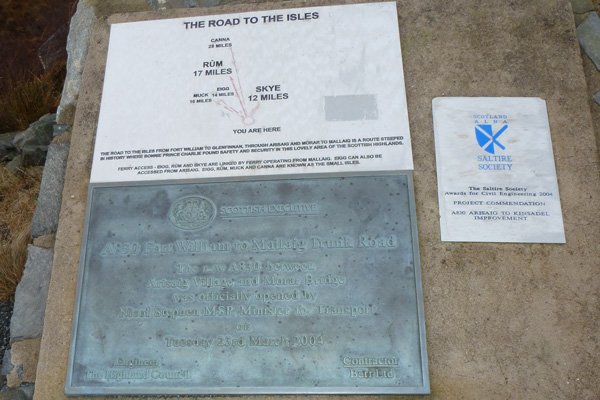 THE ROAD TO THE ISLES
CANNA
28 MILES
RÙM
17 MILES
EIGG
14 MILES
MUCK
16 MILES
SKYE
12 MILES
YOU ARE HERE
THE ROAD TO THE ISLES FROM FORT WILLIAM TO GLENFINNAN, THROUGH ARISAIG AND MORAR TO MALLAIG IS A ROUTE STEEPED
IN HISTORY WHERE BONNIE PRINCE CHARLIE FOUND SAFETY AND SECURITY IN THIS LOVELY AREA OF THE SCOTTISH HIGHLANDS.
FERRY ACCESS - EIGG, RÙM AND SKYE ARE LINKED BY FERRY OPERATING FROM MALLAIG. EIGG CAN ALSO BE
ACCESSED FROM ARISAIG. EIGG, RÙM, MUCK AND CANNA ARE KNOWN AS THE SMALL ISLES.
SCOTTISH EXECUTIVE
A830 Fort William to Mallaig Trunk Road
The new A830 between
Arisaig Village and Morar Bridge
was officially opened by
Nicol Stephen MSP, Minister for Transport
on
Tuesday 23rd March 2004
Engineer
The Highland Council
Contractor
Barr Ltd
SCOTLAND
ALBA
SALTIRE
SOCIETY
The Saltire Society
Awards for Civil Engineering 2004
PROJECT COMMENDATION
A830 ARISAIG TO KINSADEL
IMPROVEMENT